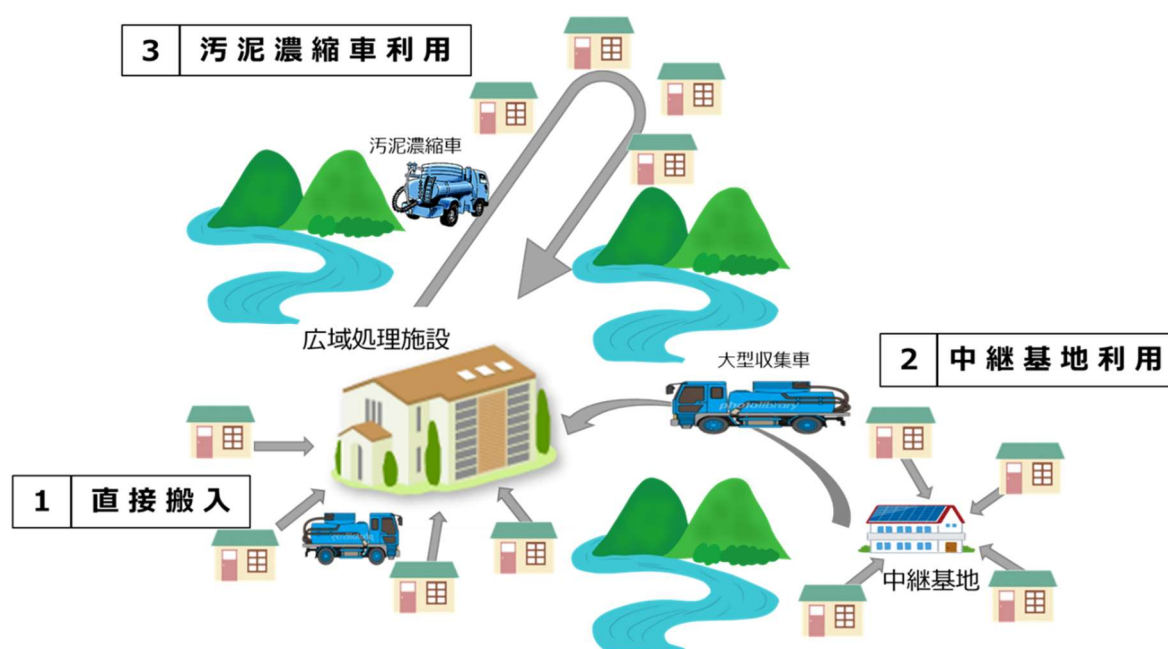 3 汚泥濃縮車利用
汚泥濃縮車
広域処理施設
大型収集車
2 中継基地利用
photolibrary
1 直接搬入
photolibrary
中継基地